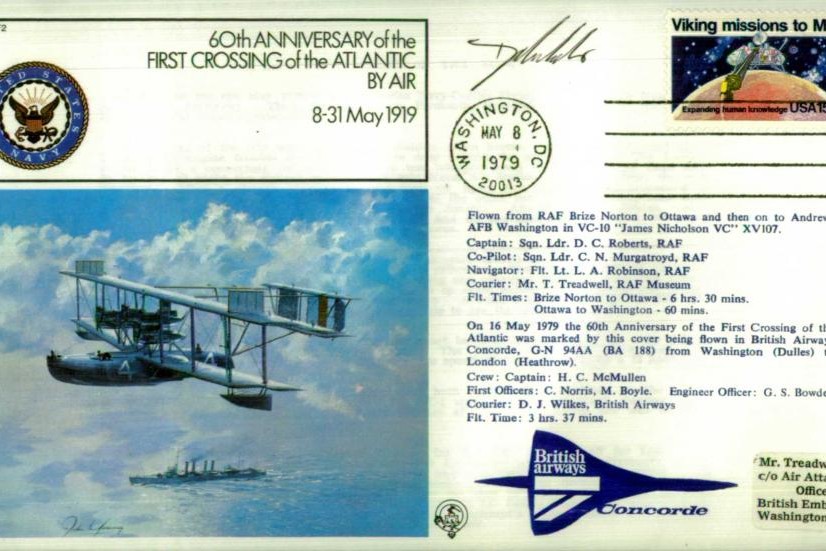 60th ANNIVERSARY of the
FIRST CROSSING of the ATLANTIC
BY AIR
8-31 May 1919
UNITED STATES
NAVY
Viking missions to M
Expanding human knowledge USA15
WASHINGTON, DC
MAY 8
1979
20013
Flown from RAF Brize Norton to Ottawa and then on to Andrew
AFB Washington in VC-10 "James Nicholson VC" XV107.
Captain: Sqn. Ldr. D. C. Roberts, RAF
Co-Pilot: Sqn. Ldr. C. N. Murgatroyd, RAF
Navigator: Flt. Lt. L. A. Robinson, RAF
Courier: Mr. T. Treadwell, RAF Museum
Flt. Times: Brize Norton to Ottawa - 6 hrs. 30 mins.
Ottawa to Washington - 60 mins.
On 16 May 1979 the 60th Anniversary of the First Crossing of th
Atlantic was marked by this cover being flown in British Airway
Concorde, G-N 94AA (BA 188) from Washington (Dulles) t
London (Heathrow).
Crew: Captain: H. C. McMullen
First Officers: C. Norris, M. Boyle. Engineer Officer: G. S. Bowde
Courier: D. J. Wilkes, British Airways
Flt. Time: 3 hrs. 37 mins.
4
British
airways
Concorde
Mr. Treadw
c/o Air Atta
Office
British Emb
Washington